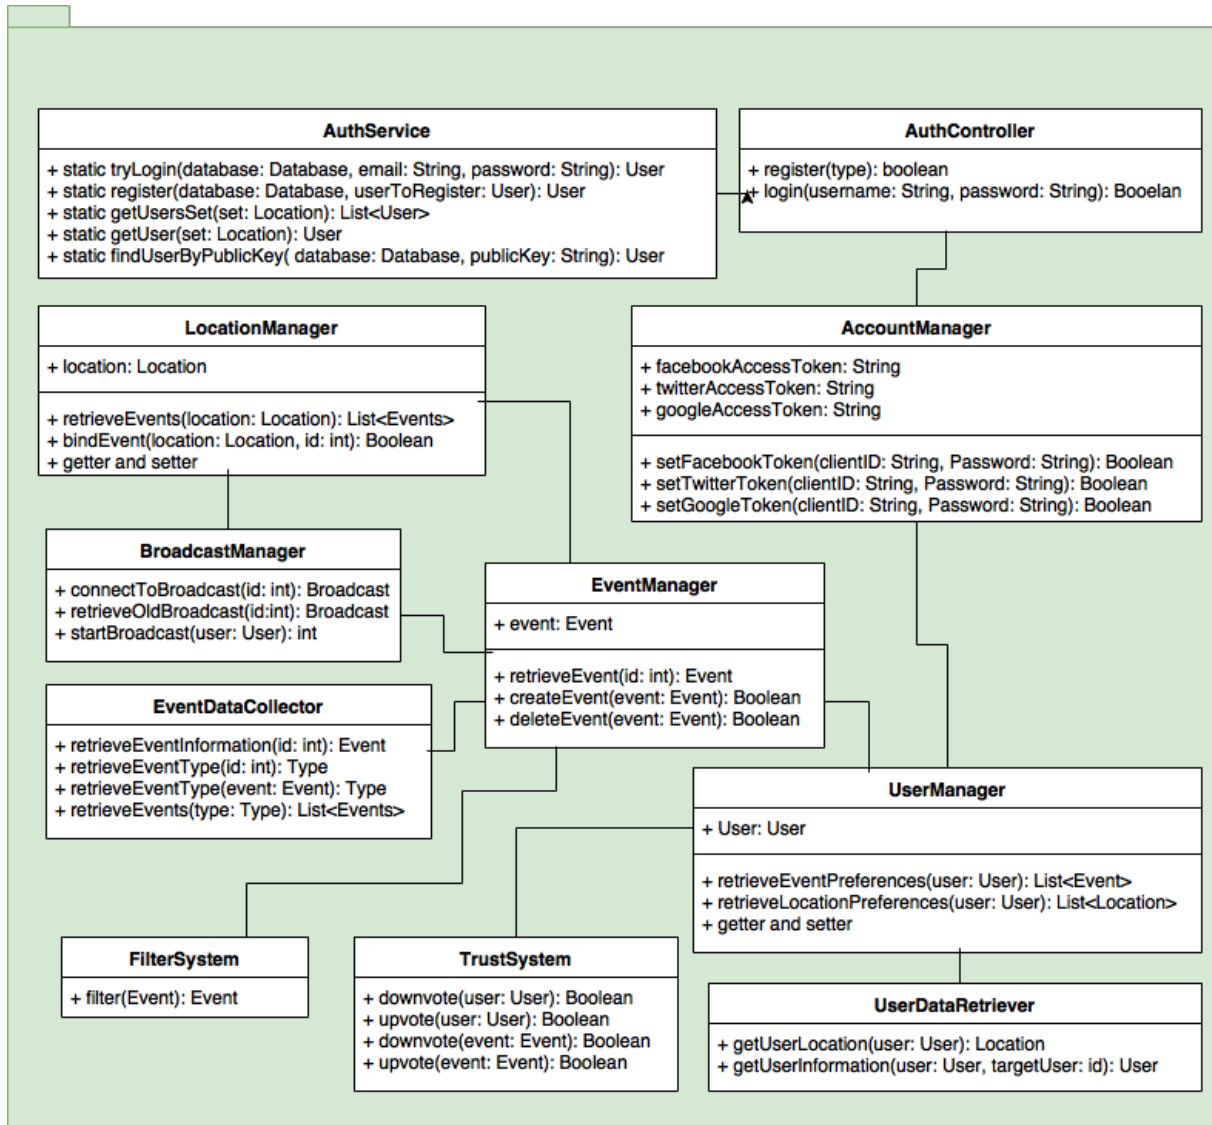 AuthService
+ static tryLogin(database: Database, email: String, password: String): User
+ static register(database: Database, userToRegister: User): User
+ static getUsersSet(set: Location): List<User>
+ static getUser(set: Location): User
+ static findUserByPublicKey( database: Database, publicKey: String): User
AuthController
+ register(type): boolean
+ login(username: String, password: String): Booelan
LocationManager
+ location: Location
+ retrieveEvents(location: Location): List<Events>
+ bindEvent(location: Location, id: int): Boolean
+ getter and setter
AccountManager
+ facebookAccessToken: String
+ twitterAccessToken: String
+ googleAccessToken: String
+ setFacebookToken(clientID: String, Password: String): Boolean
+ setTwitterToken(clientID: String, Password: String): Boolean
+ setGoogleToken(clientID: String, Password: String): Boolean
BroadcastManager
+ connectToBroadcast(id: int): Broadcast
+ retrieveOldBroadcast(id:int): Broadcast
+ startBroadcast(user: User): int
EventManager
+ event: Event
+ retrieveEvent(id: int): Event
+ createEvent(event: Event): Boolean
+ deleteEvent(event: Event): Boolean
EventDataCollector
+ retrieveEventInformation(id: int): Event
+ retrieveEventType(id: int): Type
+ retrieveEventType(event: Event): Type
+ retrieveEvents(type: Type): List<Events>
UserManager
+ User: User
+ retrieveEventPreferences(user: User): List<Event>
+ retrieveLocationPreferences(user: User): List<Location>
+ getter and setter
FilterSystem
+ filter(Event): Event
TrustSystem
+ downvote(user: User): Boolean
+ upvote(user: User): Boolean
+ downvote(event: Event): Boolean
+ upvote(event: Event): Boolean
UserDataRetriever
+ getUserLocation(user: User): Location
+ getUserInformation(user: User, targetUser: id): User